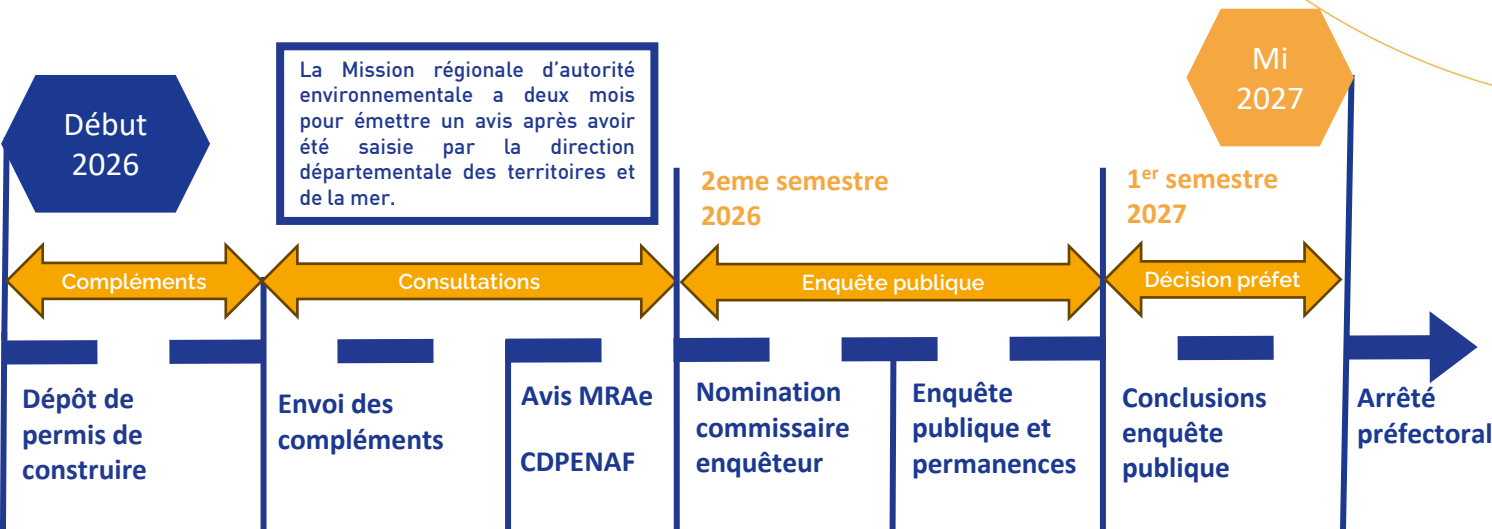 Début
2026
La Mission régionale d'autorité
environnementale a deux mois
pour émettre un avis après avoir
été saisie par la direction
départementale des territoires et
de la mer.
Mi
2027
2eme semestre
2026
1er semestre
2027
Compléments
Consultations
Enquête publique
Décision préfet
Dépôt de
permis de
construire
Envoi des
compléments
Avis MRAe
CDPENAF
Nomination
commissaire
enquêteur
Enquête
publique et
permanences
Conclusions
enquête
publique
Arrêté
préfectoral